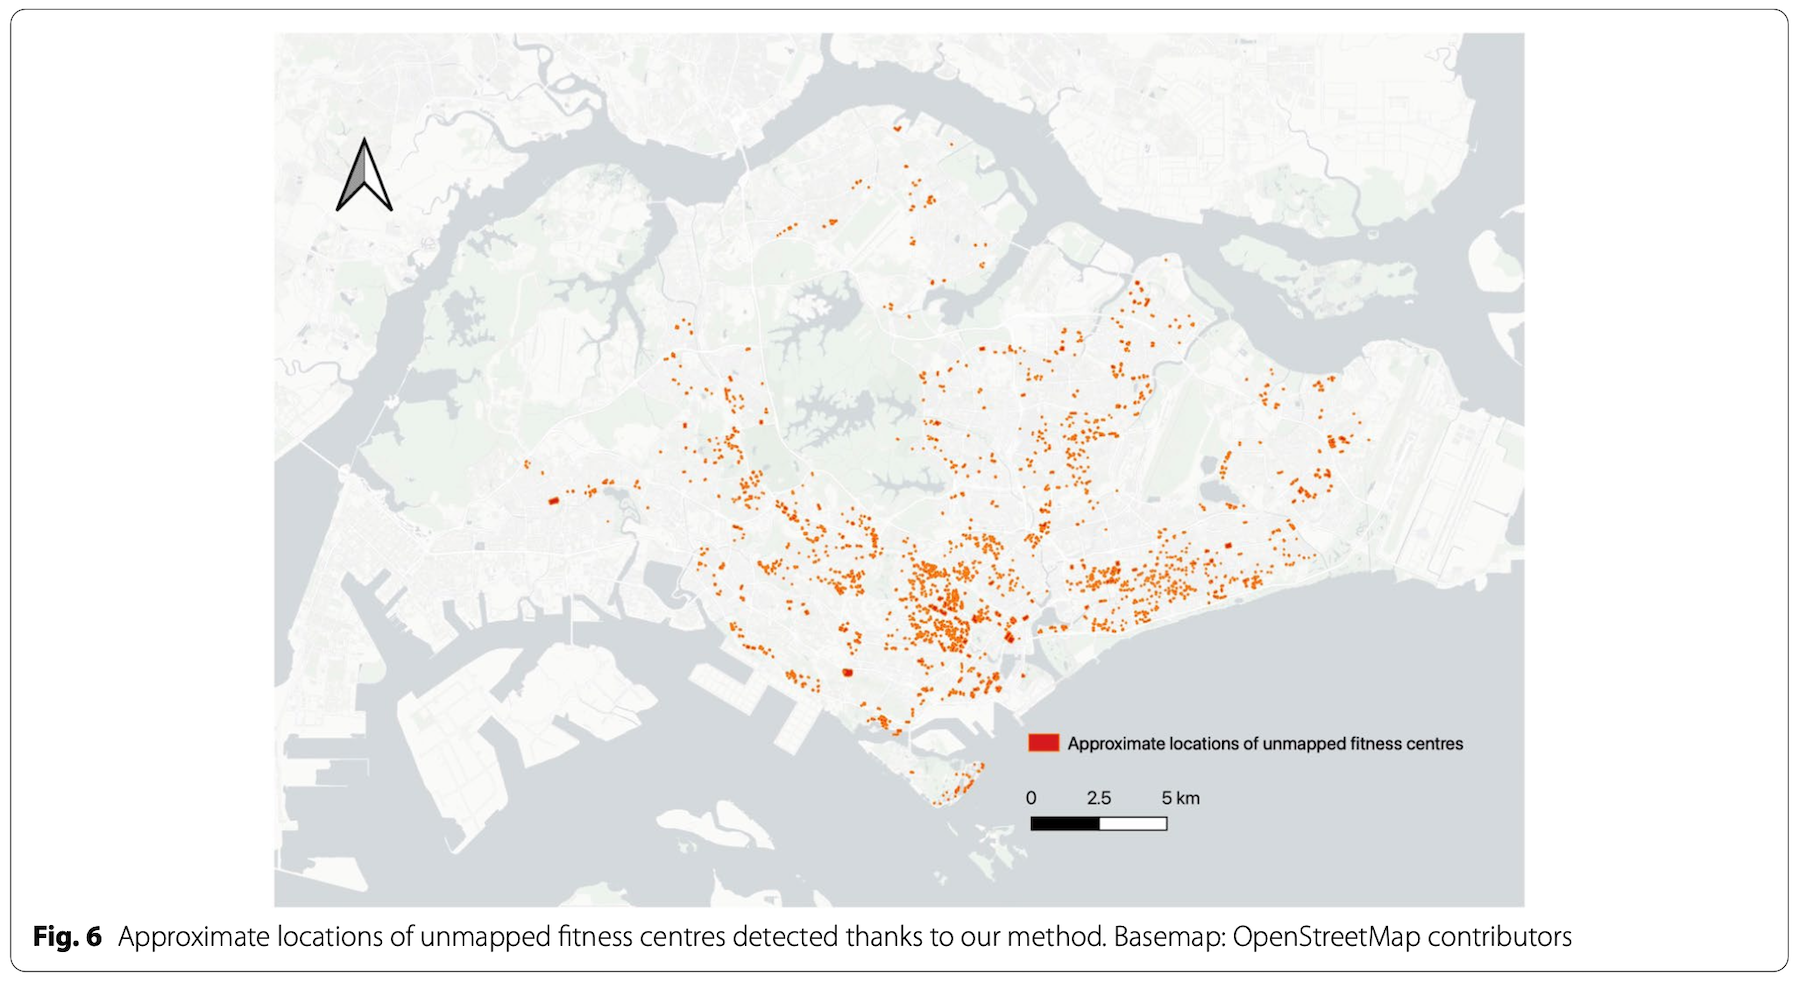 Approximate locations of unmapped fitness centres
0 2.5 5 km
Fig. 6 Approximate locations of unmapped fitness centres detected thanks to our method. Basemap: OpenStreetMap contributors